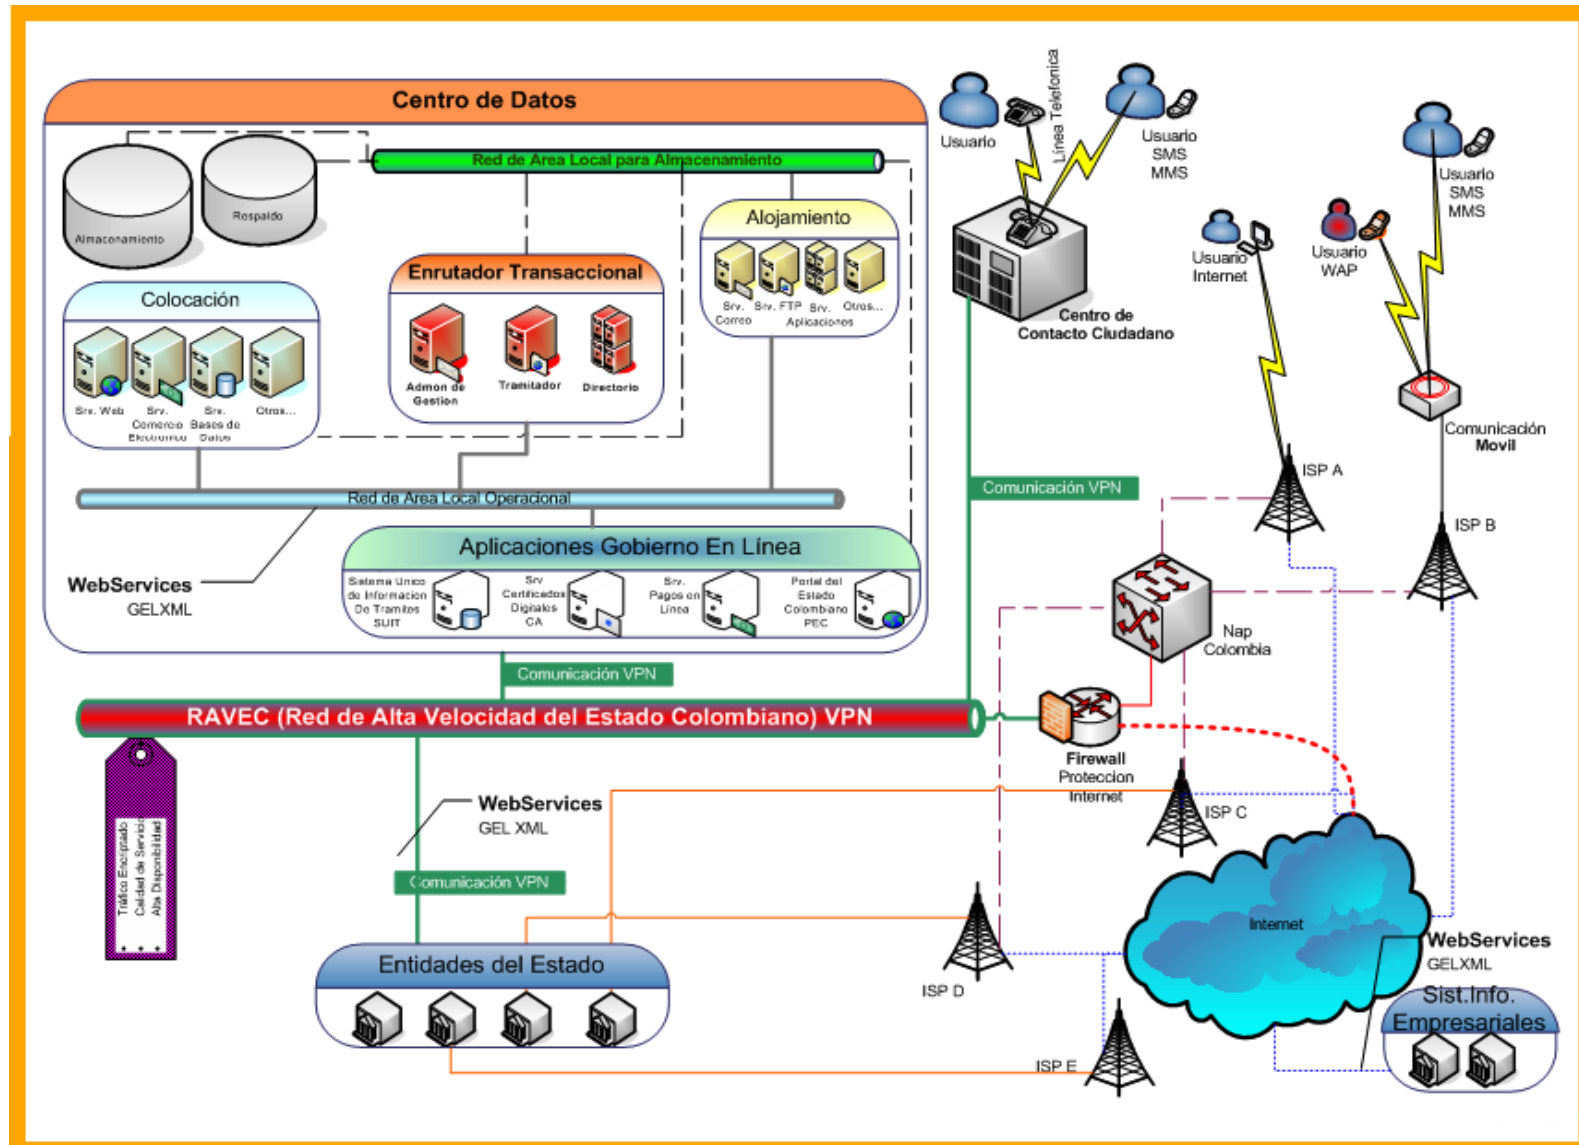 Centro de Datos
Red de Area Local para Almacenamiento
Almacenamiento
Respaldo
Alojamiento
Srv.
Correo
Srv. FTP
Srv.
Aplicaciones
Otros...
Enrutador Transaccional
Admon de
Gestion
Tramitador
Directorio
Colocación
Srv. Web
Srv.
Comercio
Electronico
Srv.
Bases de
Datos
Otros...
Red de Area Local Operacional
WebServices
GELXML
Aplicaciones Gobierno En Línea
Sistema Unico
de Informacion
De Tramitos
SUIT
Srv
Certificados
Digitales
CA
Srv.
Pagos en
Línea
Portal del
Estado
Colombiano
PEC
Comunicación VPN
RAVEC (Red de Alta Velocidad del Estado Colombiano) VPN
Tráfico Encriptado
Calidad de Servicio
Alta Disponibilidad
WebServices
GEL XML
Comunicación VPN
Entidades del Estado
Usuario
Línea Telefonica
Usuario
SMS
MMS
Centro de
Contacto Ciudadano
Comunicación VPN
Usuario
Internet
Usuario
WAP
Usuario
SMS
MMS
Comunicación
Movil
ISP A
ISP B
Nap
Colombia
Firewall
Proteccion
Internet
ISP C
ISP D
ISP E
Internet
WebServices
GELXML
Sist.Info.
Empresariales